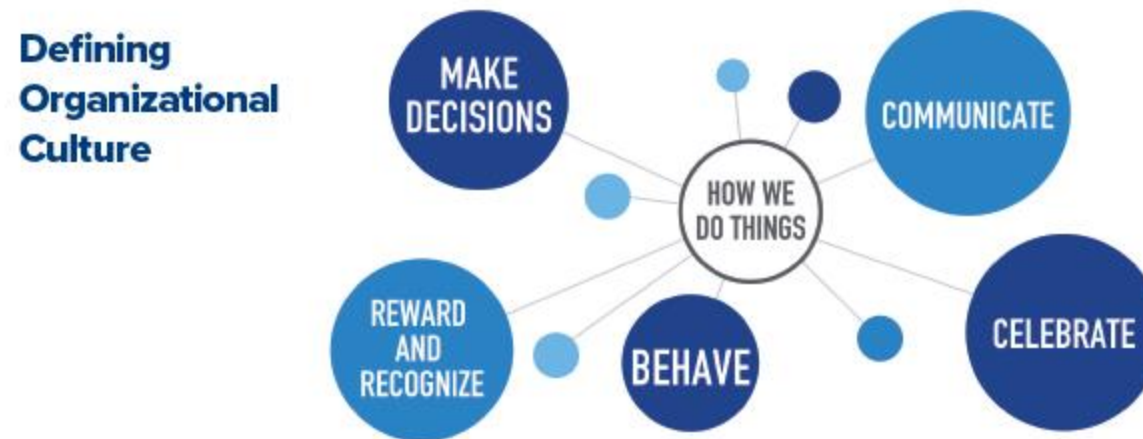 Defining
Organizational
Culture
MAKE
DECISIONS
COMMUNICATE
HOW WE
DO THINGS
REWARD
AND
RECOGNIZE
BEHAVE
CELEBRATE